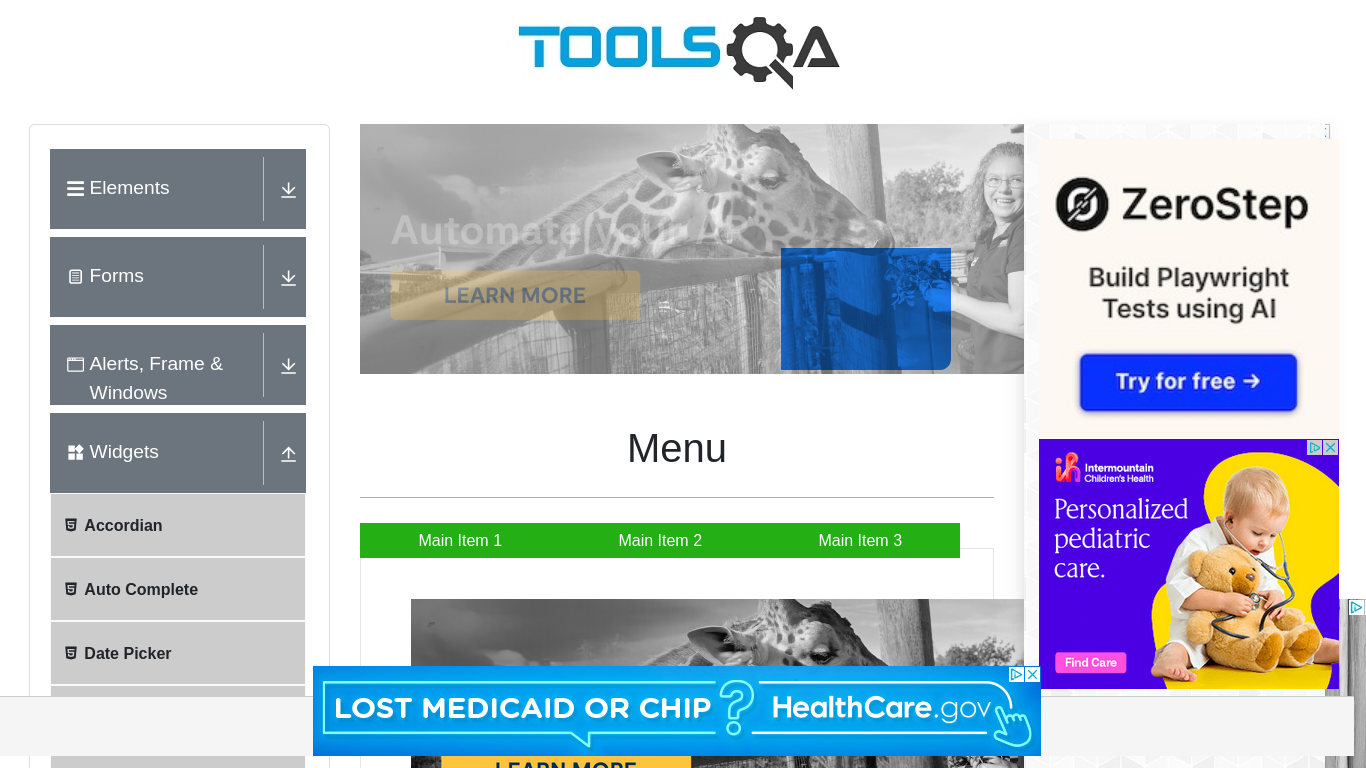 TOOLSQA
Elements
Forms
Alerts, Frame &
Windows
Widgets
Accordian
Auto Complete
Date Picker
Automate your AP
LEARN MORE
Menu
Main Item 1
Main Item 2
Main Item 3
LEARN MORE
ZeroStep
Build Playwright
Tests using AI
Try for free →
Intermountain
Children's Health
Personalized
pediatric
care.
Find Care
LOST MEDICAID OR CHIP? HealthCare.gov